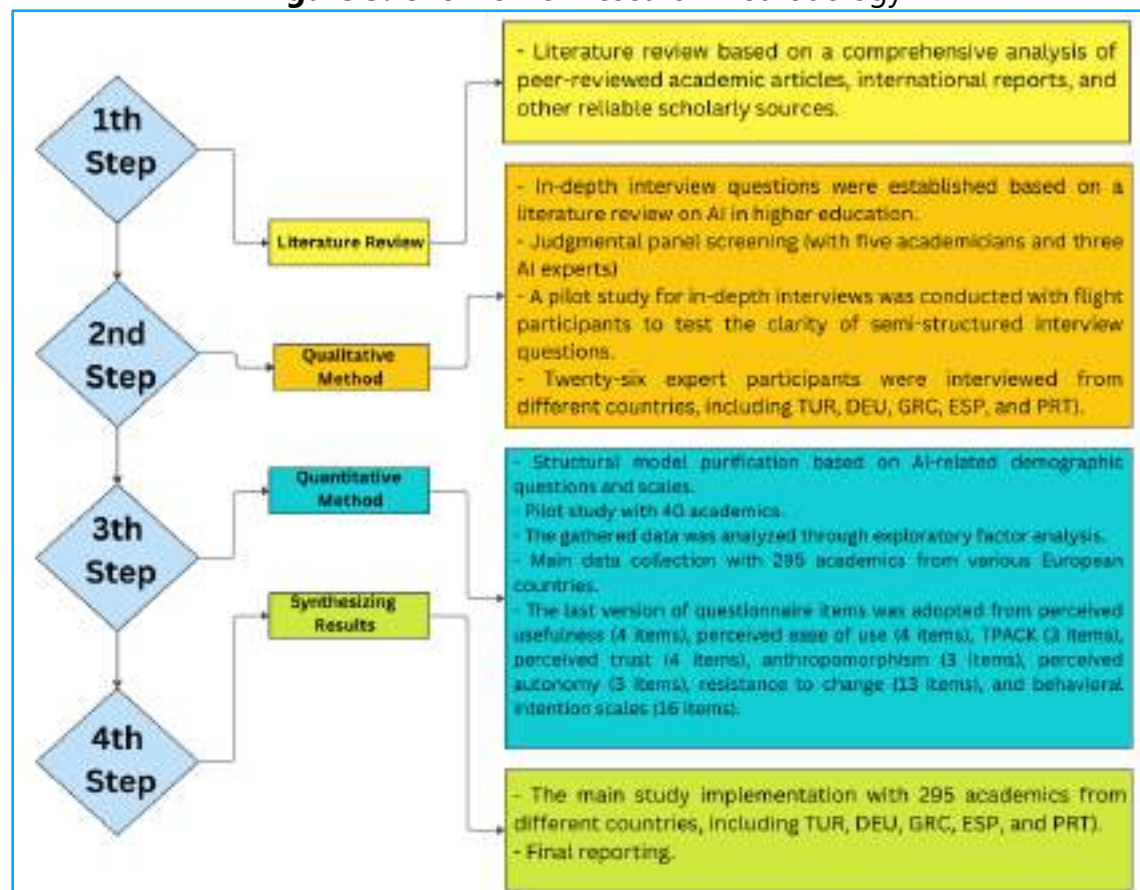 1th
Step
Literature Review
- Literature review based on a comprehensive analysis of
peer-reviewed academic articles, international reports, and
other reliable scholarly sources.
2nd
Step
Qualitative
Method
- In-depth interview questions were established based on a
literature review on AI in higher education.
- Judgmental panel screening (with five academicians and three
AI experts)
- A pilot study for in-depth interviews was conducted with flight
participants to test the clarity of semi-structured interview
questions.
- Twenty-six expert participants were interviewed from
different countries, including TUR, DEU, GRC, ESP, and PRT).
3th
Step
Quantitative
Method
- Structural model purification based on AI-related demographic
questions and scales.
- Pilot study with 40 academics.
- The gathered data was analyzed through exploratory factor analysis.
- Main data collection with 295 academics from various European
countries.
- The last version of questionnaire items was adopted from perceived
usefulness (4 items), perceived ease of use (4 items), TPACK (3 items),
perceived trust (4 items), anthropomorphism (3 items), perceived
autonomy (3 items), resistance to change (13 items), and behavioral
intention scales (16 items).
4th
Step
Synthesizing
Results
- The main study implementation with 295 academics from
different countries, including TUR, DEU, GRC, ESP, and PRT).
- Final reporting.